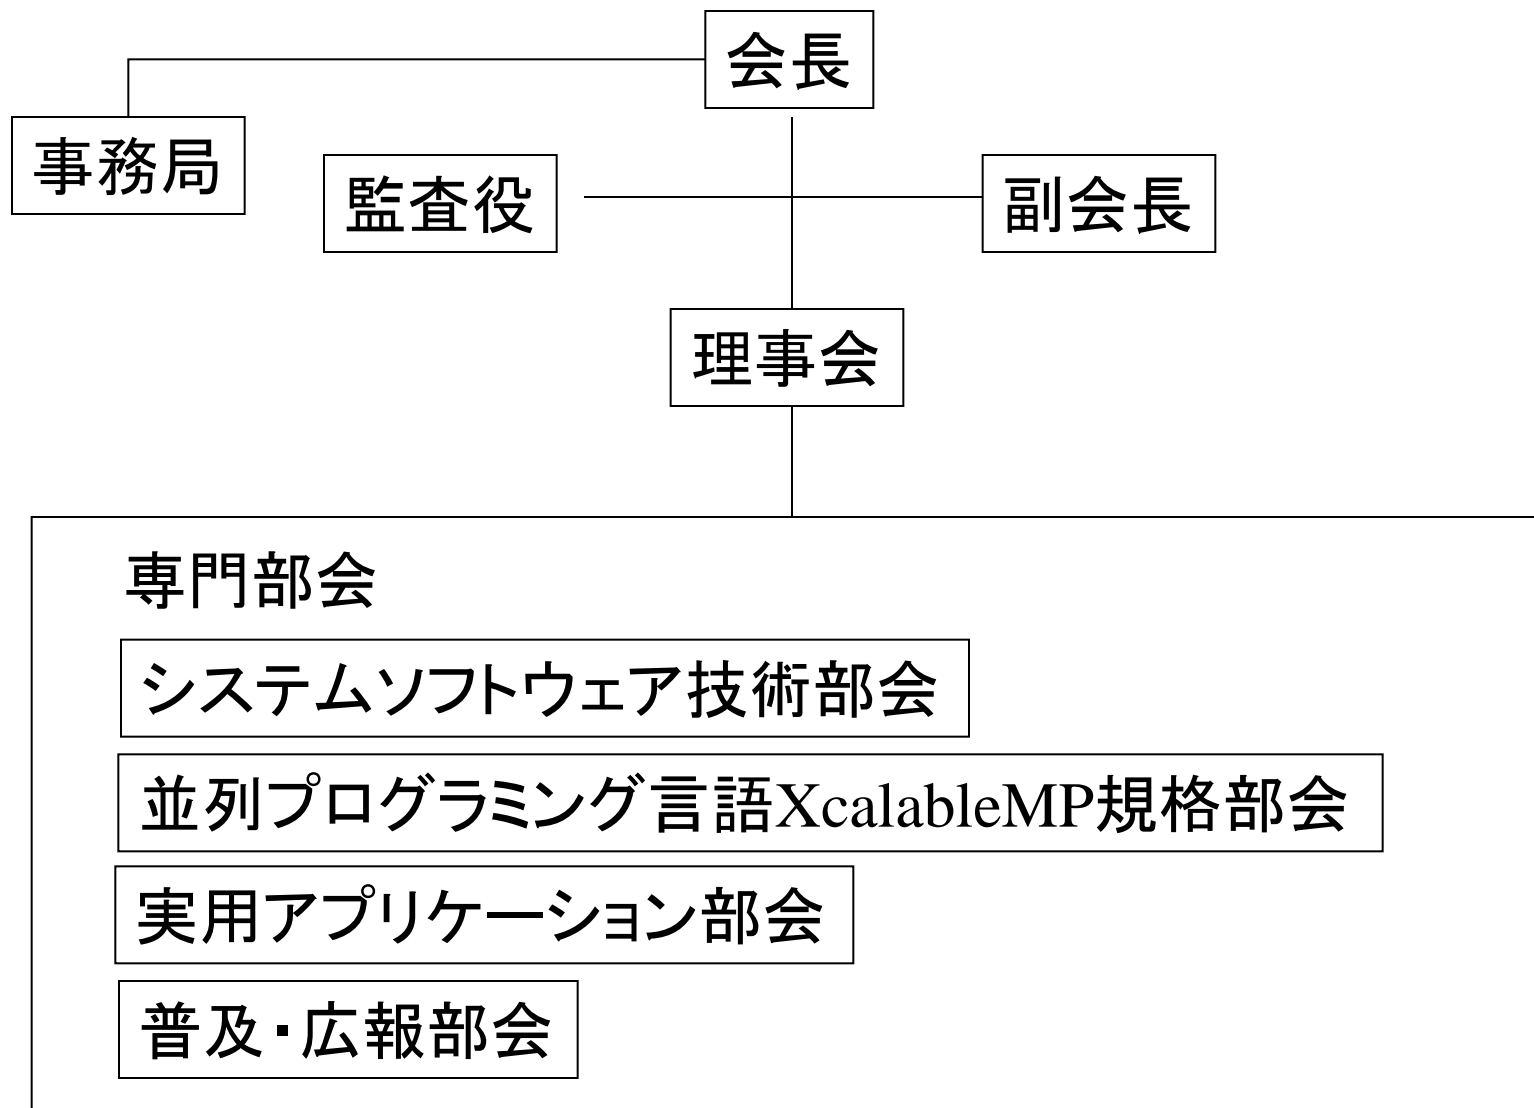 会長
事務局
監査役
副会長
理事会
専門部会
システムソフトウェア技術部会
並列プログラミング言語XcalableMP規格部会
実用アプリケーション部会
普及・広報部会